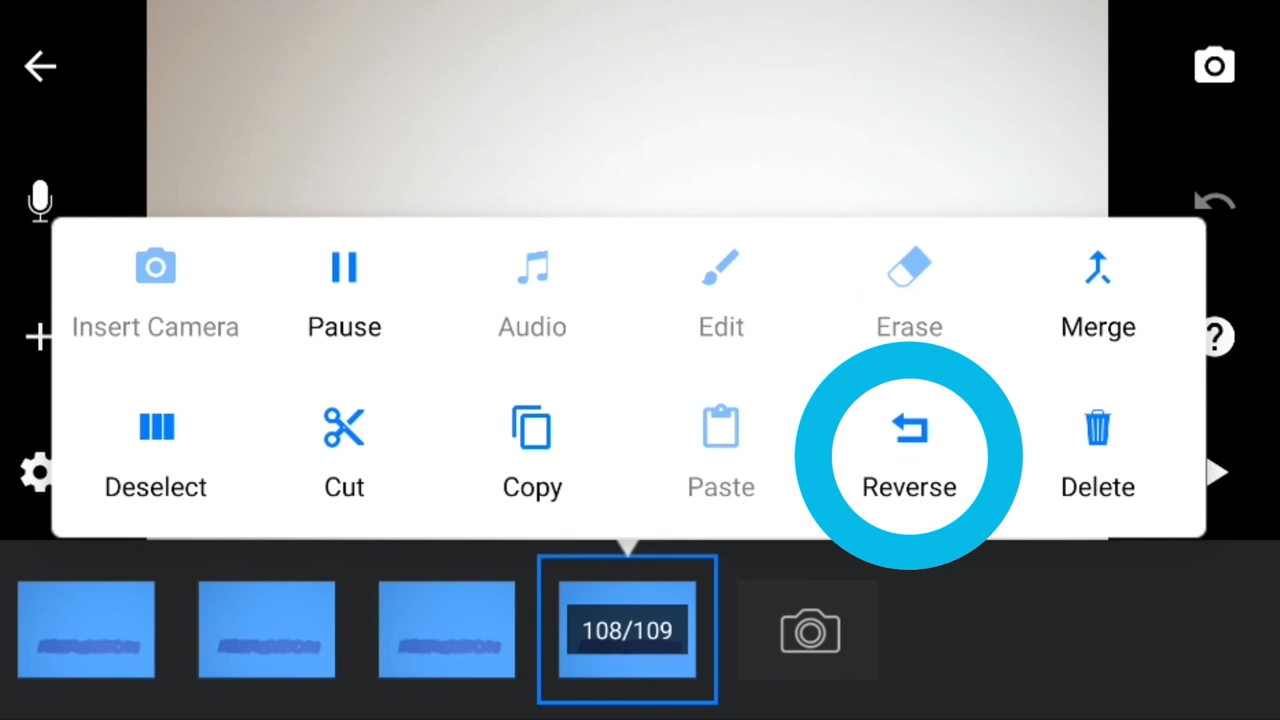 Insert Camera
Pause
Audio
Edit
Erase
Merge
?
Deselect
Cut
Copy
Paste
Reverse
Delete
108/109